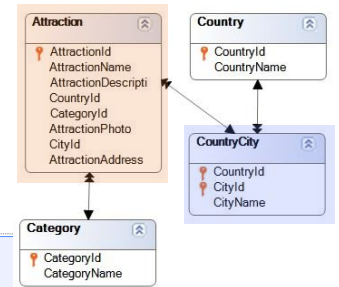 Attraction
AttractionId
AttractionName
AttractionDescripti
CountryId
CategoryId
AttractionPhoto
CityId
AttractionAddress
Country
CountryId
CountryName
CountryCity
CountryId
CityId
CityName
Category
CategoryId
CategoryName